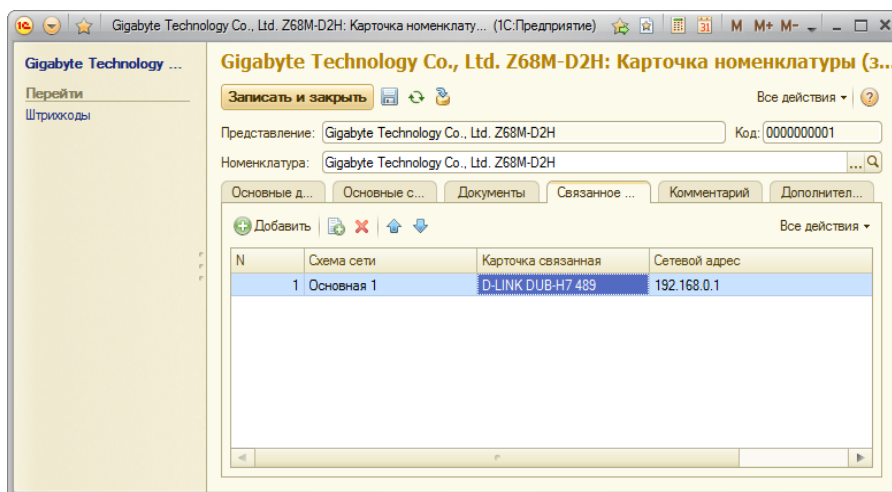 Gigabyte Technology Co., Ltd. Z68M-D2H: Карточка номенклату... (1С:Предприятие) 31 M M+ M-
Gigabyte Technology ...
Перейти
Штрихкоды
Gigabyte Technology Co., Ltd. Z68M-D2H: Карточка номенклатуры (з...
Записать и закрыть Все действия
Представление: Gigabyte Technology Co., Ltd. Z68M-D2H Код: 0000000001
Номенклатура: Gigabyte Technology Co., Ltd. Z68M-D2H ...
Основные д... Основные с... Документы Связанное ... Комментарий Дополнител...
Добавить Все действия
N Схема сети Карточка связанная Сетевой адрес
1 Основная 1 D-LINK DUB-H7 489 192.168.0.1